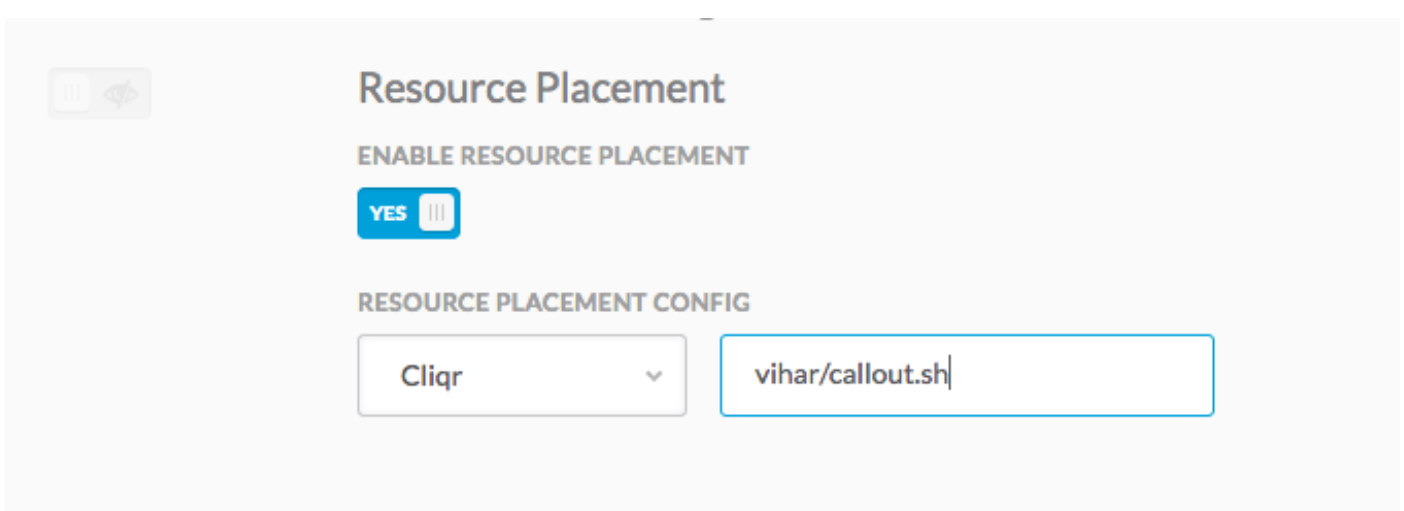 Resource Placement
ENABLE RESOURCE PLACEMENT
YES
RESOURCE PLACEMENT CONFIG
Cliqr vihar/callout.sh